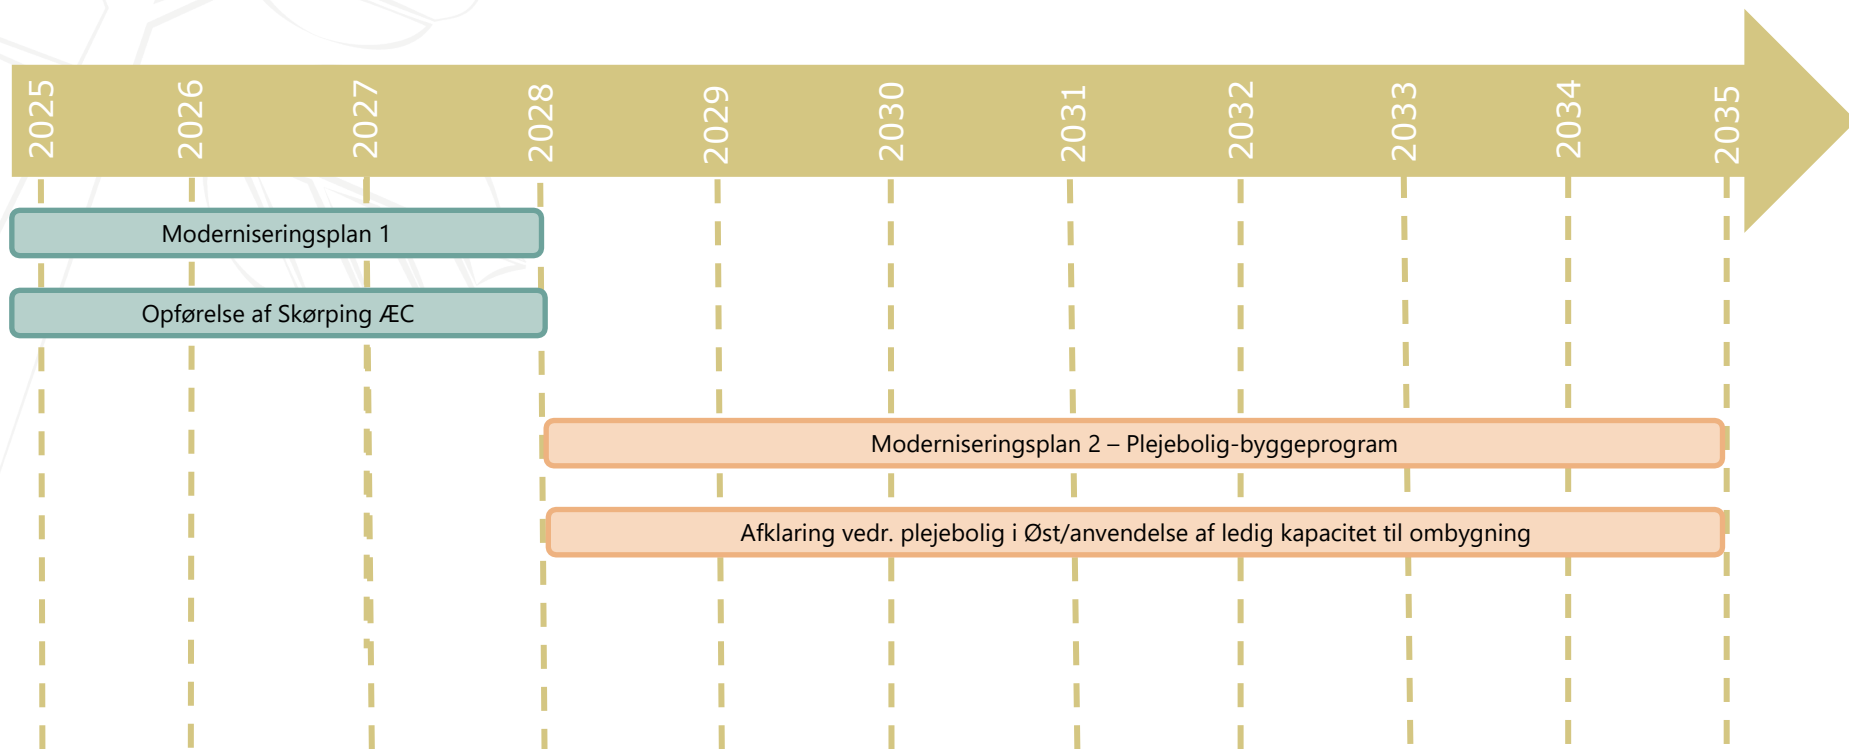 2025
2026
2027
2028
2029
2030
2031
2032
2033
2034
2035
Moderniseringsplan 1
Opførelse af Skørping ÆC
Moderniseringsplan 2 – Plejebolig-byggeprogram
Afklaring vedr. plejebolig i Øst/anvendelse af ledig kapacitet til ombygning